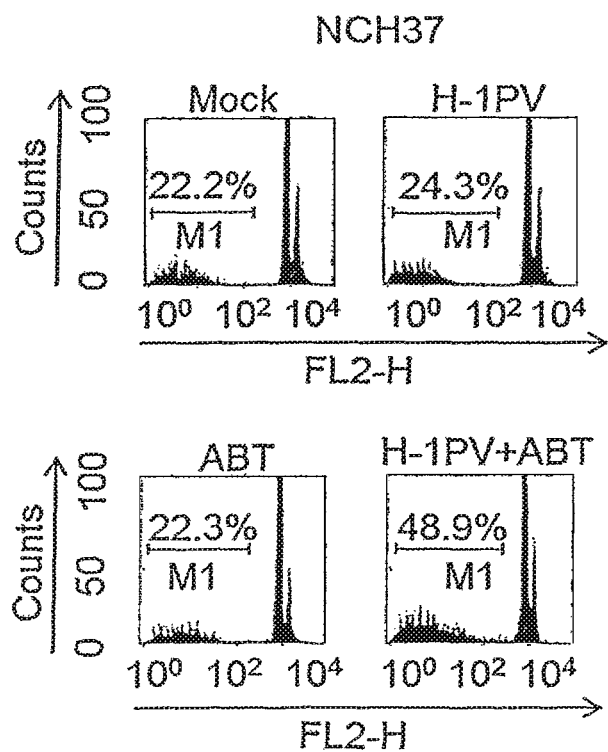 NCH37
Mock H-1PV
Counts
100
50
0
22.2%
M1
24.3%
M1
10⁰ 10² 10⁴ 10⁰ 10² 10⁴
FL2-H
ABT H-1PV+ABT
Counts
100
50
0
22.3%
M1
48.9%
M1
10⁰ 10² 10⁴ 10⁰ 10² 10⁴
FL2-H